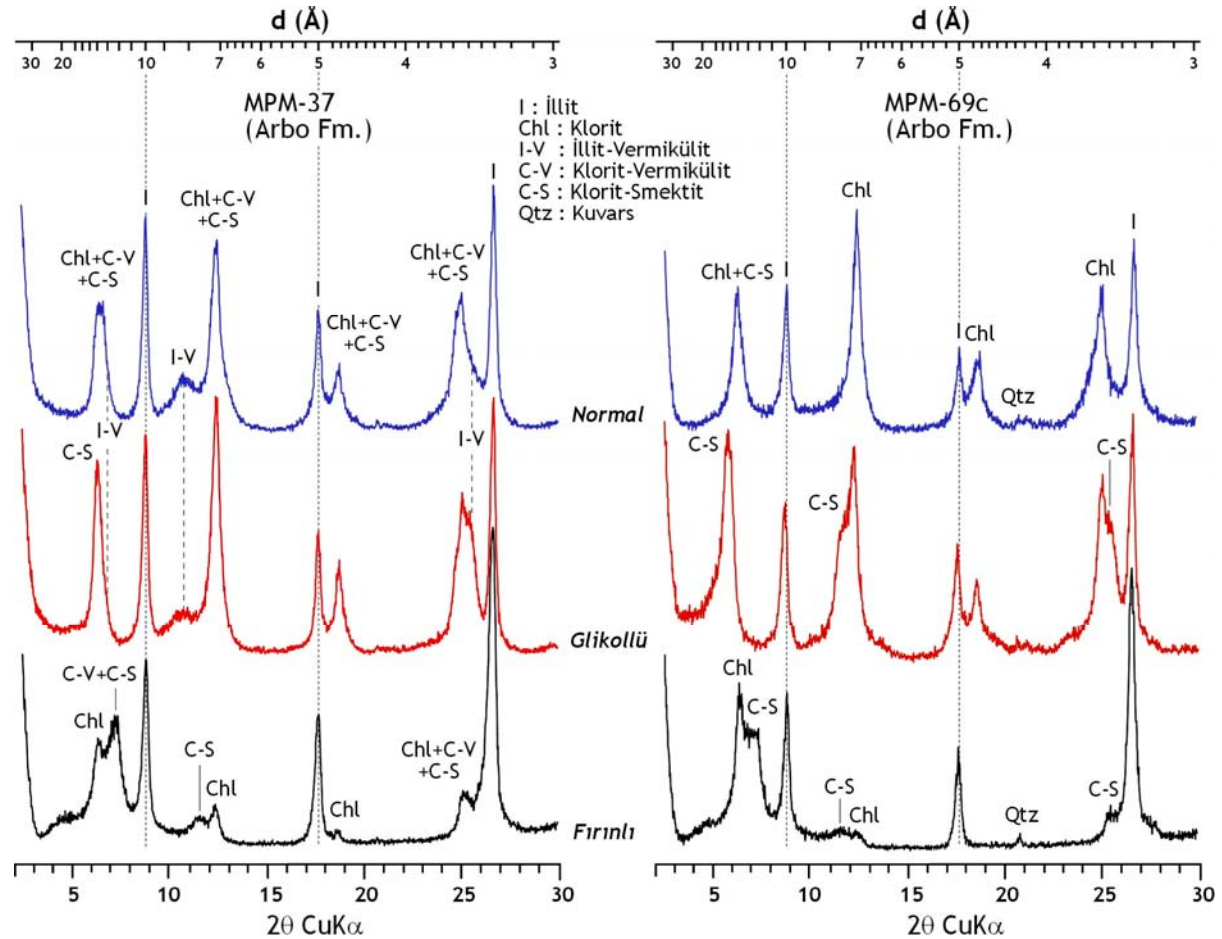 d (Å)
30 20 10 7 6 5 4 3
MPM-37
(Arbo Fm.)
I : İllit
Chl : Klorit
I-V : İllit-Vermikülit
C-V : Klorit-Vermikülit
C-S : Klorit-Smektit
Qtz : Kuvars
Chl+C-V
+C-S
I
I-V
Chl+C-V
+C-S
I
Chl+C-V
+C-S
Chl+C-V
+C-S
I
Normal
C-S
I-V
I-V
Glikollü
C-V+C-S
Chl
C-S
Chl
Chl
Chl+C-V
+C-S
Fırınlı
5 10 15 20 25 30
2θ CuKα
d (Å)
30 20 10 7 6 5 4 3
MPM-69c
(Arbo Fm.)
Chl+C-S
I
Chl
I
Chl
Qtz
Chl
I
C-S
C-S
C-S
Chl
C-S
C-S
Chl
Qtz
C-S
5 10 15 20 25 30
2θ CuKα